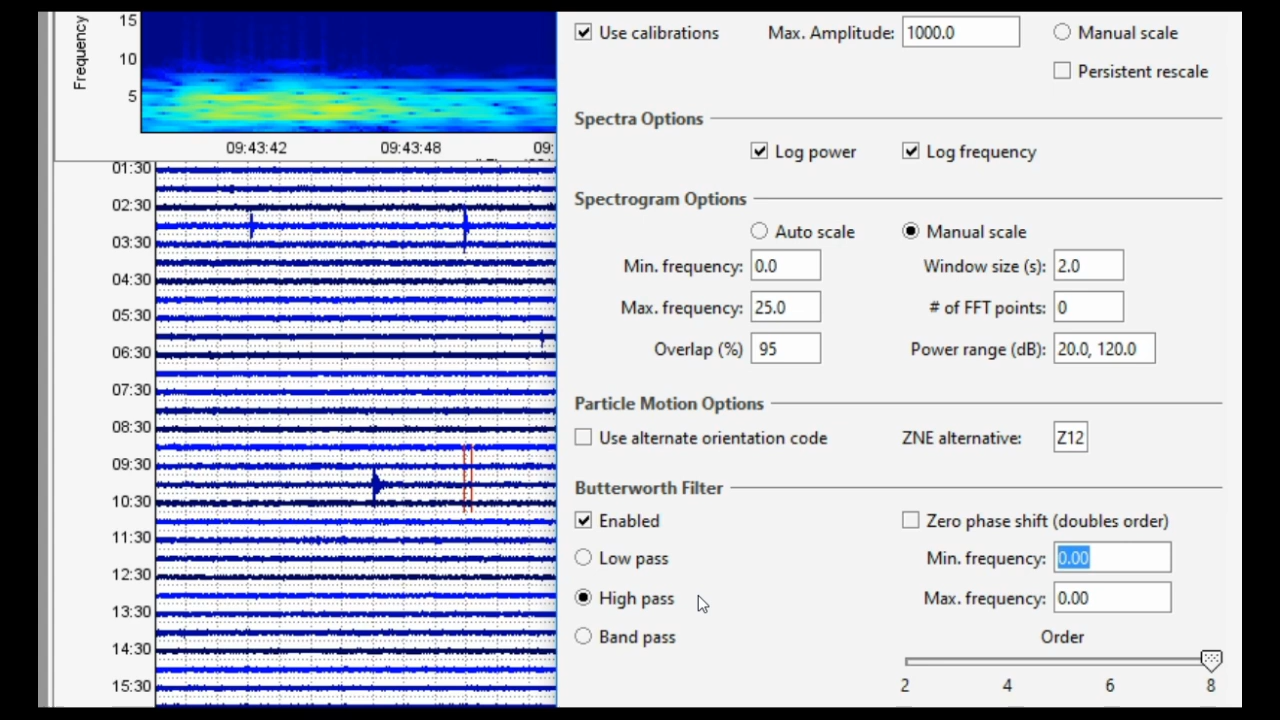 15
10
5
Frequency
09:43:42 09:43:48 09:
01:30
02:30
03:30
04:30
05:30
06:30
07:30
08:30
09:30
10:30
11:30
12:30
13:30
14:30
15:30
Use calibrations Max. Amplitude: 1000.0 Manual scale
Persistent rescale
Spectra Options
Log power Log frequency
Spectrogram Options
Auto scale Manual scale
Min. frequency: 0.0 Window size (s): 2.0
Max. frequency: 25.0 # of FFT points: 0
Overlap (%) 95 Power range (dB): 20.0, 120.0
Particle Motion Options
Use alternate orientation code ZNE alternative: Z12
Butterworth Filter
Enabled Zero phase shift (doubles order)
Low pass Min. frequency: 0.00
High pass Max. frequency: 0.00
Band pass Order
2 4 6 8